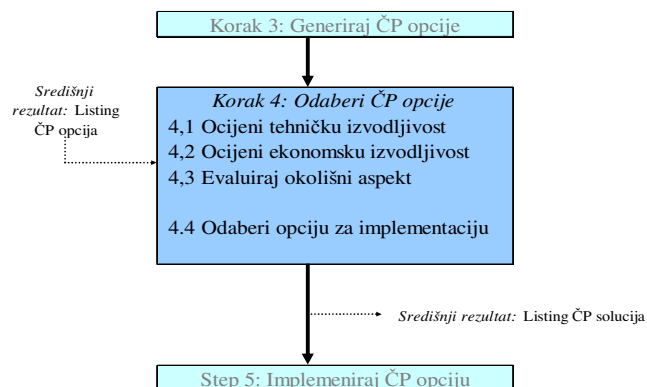 Korak 3: Generiraj ČP opcije
Središnji
rezultat: Listing
ČP opcija
Korak 4: Odaberi ČP opcije
4,1 Ocijeni tehničku izvodljivost
4,2 Ocijeni ekonomsku izvodljivost
4,3 Evaluiraj okolišni aspekt
4.4 Odaberi opciju za implementaciju
Središnji rezultat: Listing ČP solucija
Step 5: Implemeniraj ČP opciju